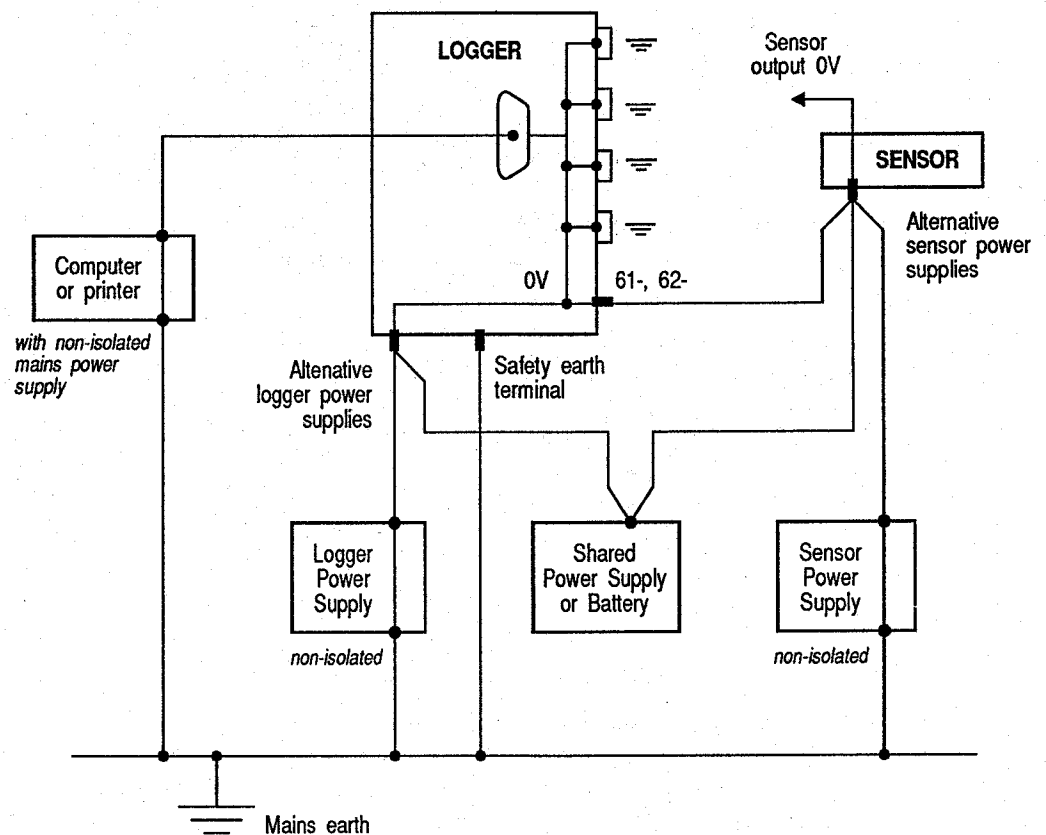 LOGGER
Sensor
output 0V
SENSOR
Alternative
sensor power
supplies
Computer
or printer
with non-isolated
mains power
supply
0V
61-, 62-
Altenative
logger power
supplies
Safety earth
terminal
Logger
Power
Supply
non-isolated
Shared
Power Supply
or Battery
Sensor
Power
Supply
non-isolated
Mains earth